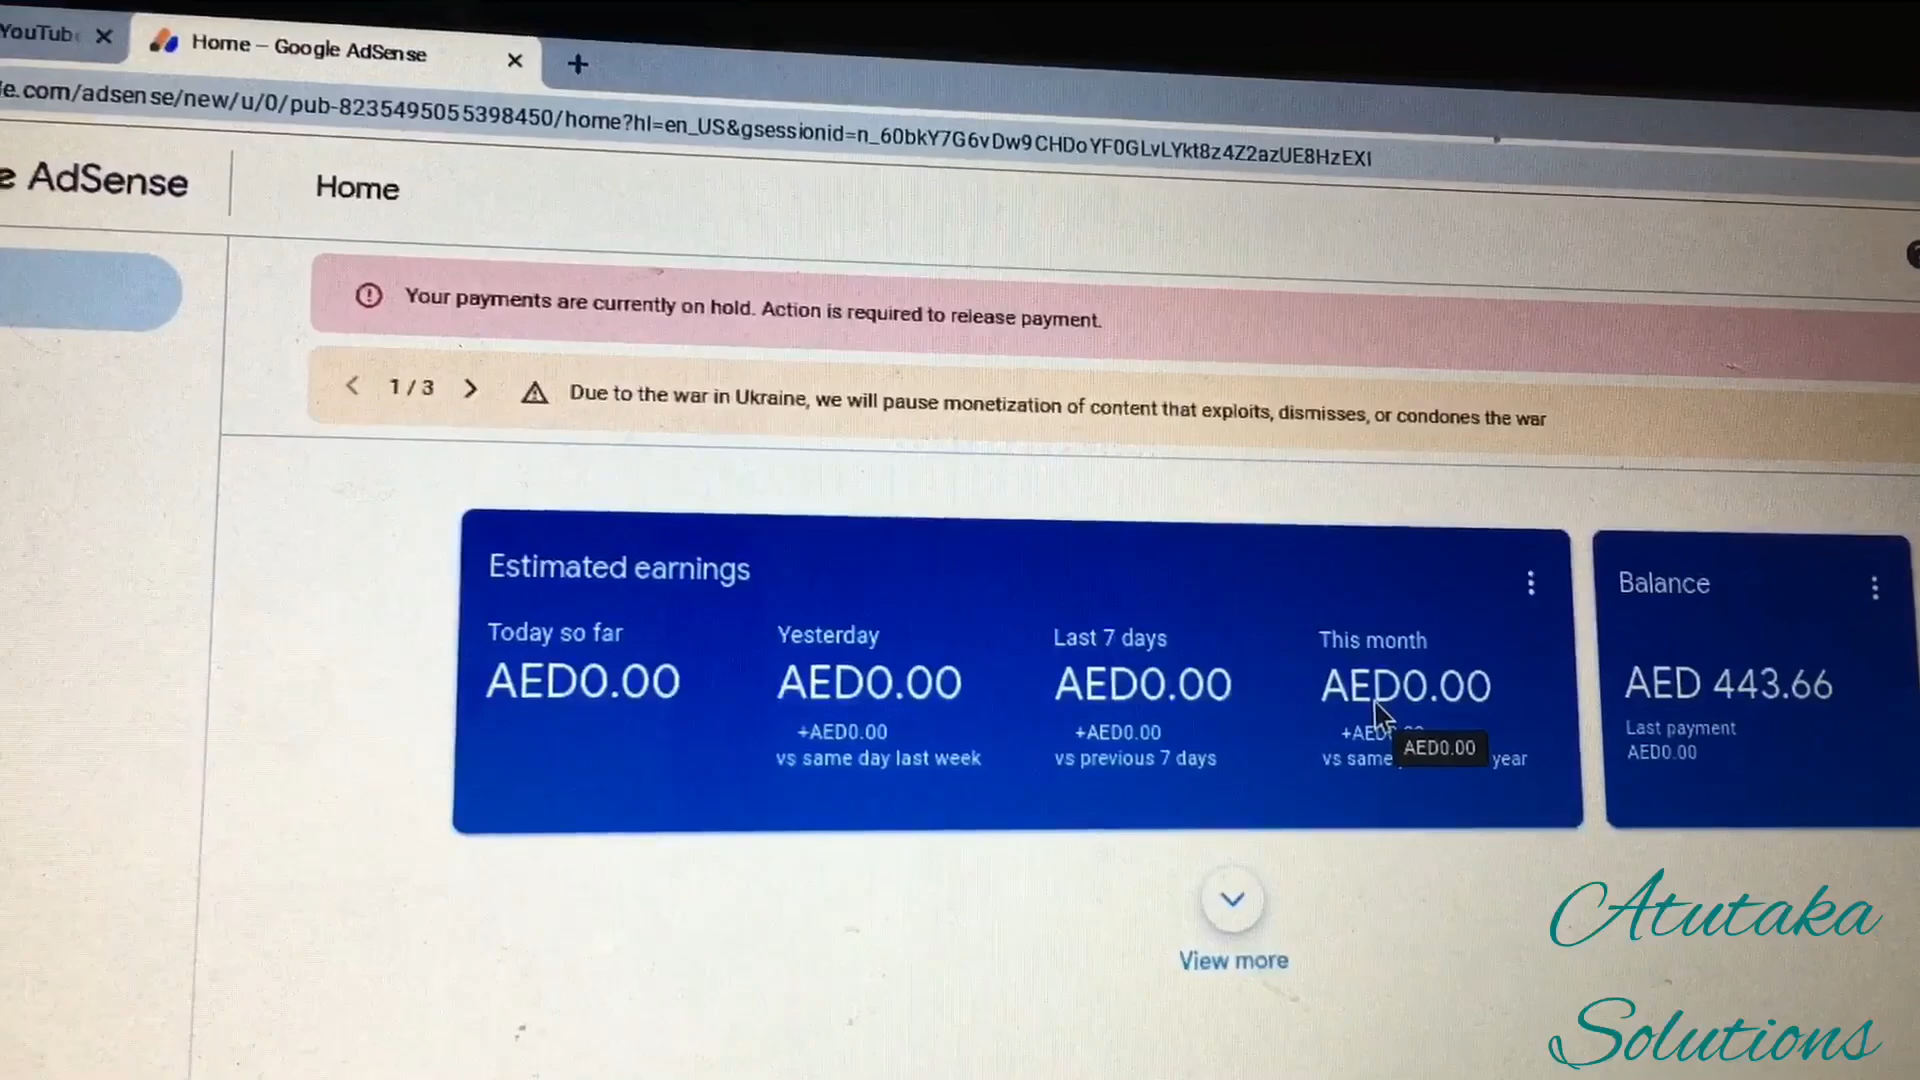 YouTub
Home – Google AdSense
le.com/adsense/new/u/0/pub-8235495055398450/home?hl=en_US&gsessionid=n_60bkY7G6vDw9CHDoYF0GLvLYkt8z4Z2azUE8HzEXI
e AdSense
Home
Your payments are currently on hold. Action is required to release payment.
1 / 3
Due to the war in Ukraine, we will pause monetization of content that exploits, dismisses, or condones the war
Estimated earnings
Today so far
AED0.00
Yesterday
AED0.00
+AED0.00
vs same day last week
Last 7 days
AED0.00
+AED0.00
vs previous 7 days
This month
AED0.00
+AED
vs same
year
AED0.00
Balance
AED 443.66
Last payment
AED0.00
View more
Atutaka
Solutions